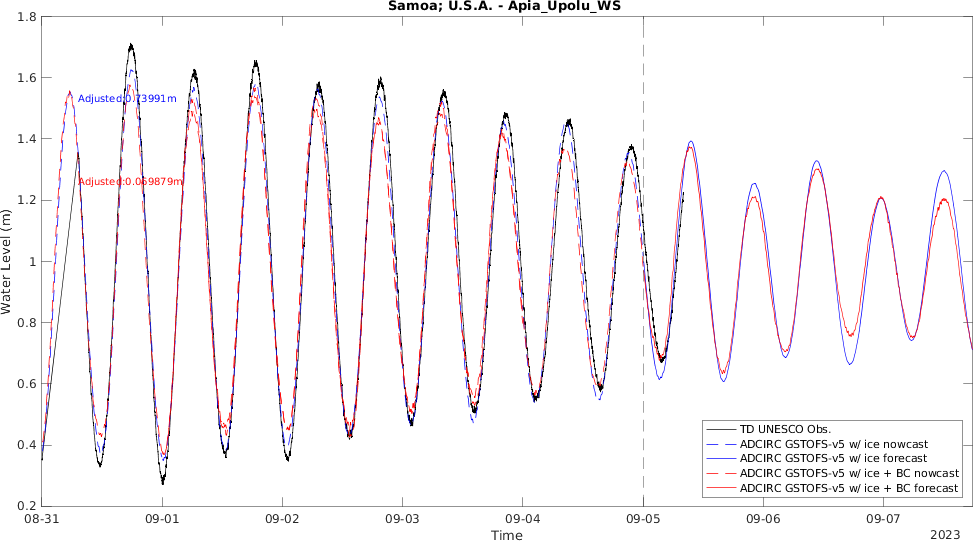 Samoa; U.S.A. - Apia_Upolu_WS
1.8
1.6
1.4
1.2
1
0.8
0.6
0.4
0.2
Water Level (m)
Adjusted:0.73991m
Adjusted:0.069879m
08-31
09-01
09-02
09-03
09-04
09-05
09-06
09-07
Time
2023
TD UNESCO Obs.
ADCIRC GSTOFS-v5 w/ ice nowcast
ADCIRC GSTOFS-v5 w/ ice forecast
ADCIRC GSTOFS-v5 w/ ice + BC nowcast
ADCIRC GSTOFS-v5 w/ ice + BC forecast